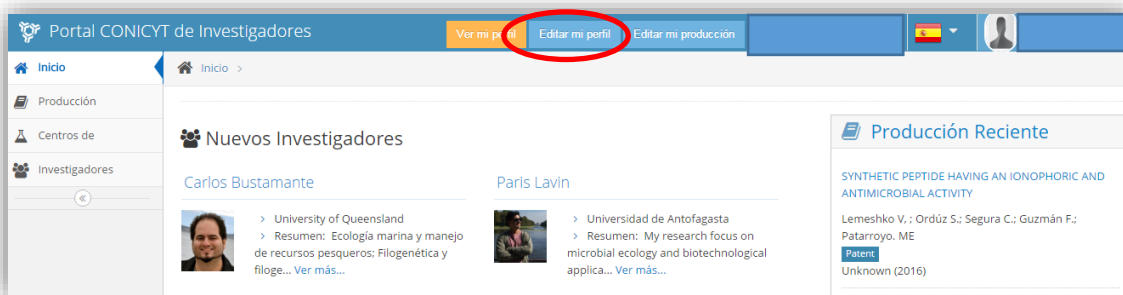 Portal CONICYT de Investigadores
Ver mi perfil
Editar mi perfil
Editar mi producción
Inicio
Producción
Centros de
Investigadores
Inicio >
Nuevos Investigadores
Carlos Bustamante
> University of Queensland
> Resumen: Ecología marina y manejo
de recursos pesqueros; Filogenética y
filoge... Ver más...
Paris Lavin
> Universidad de Antofagasta
> Resumen: My research focus on
microbial ecology and biotechnological
applica... Ver más...
Producción Reciente
SYNTHETIC PEPTIDE HAVING AN IONOPHORIC AND
ANTIMICROBIAL ACTIVITY
Lemeshko V, ; Ordúz S.; Segura C.; Guzmán F.;
Patarroyo. ME
Patent
Unknown (2016)